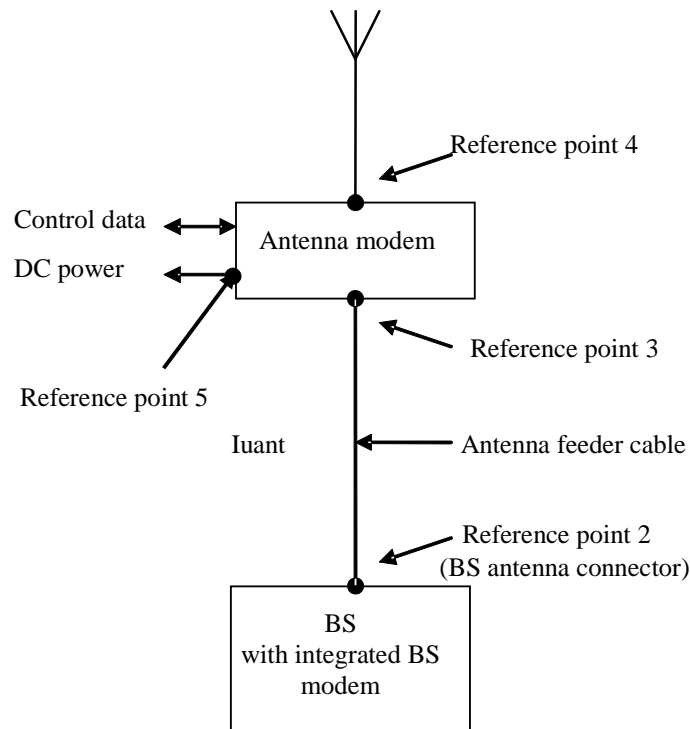 Reference point 4
Control data
Antenna modem
DC power
Reference point 3
Reference point 5
Iuant
Antenna feeder cable
Reference point 2
(BS antenna connector)
BS
with integrated BS
modem